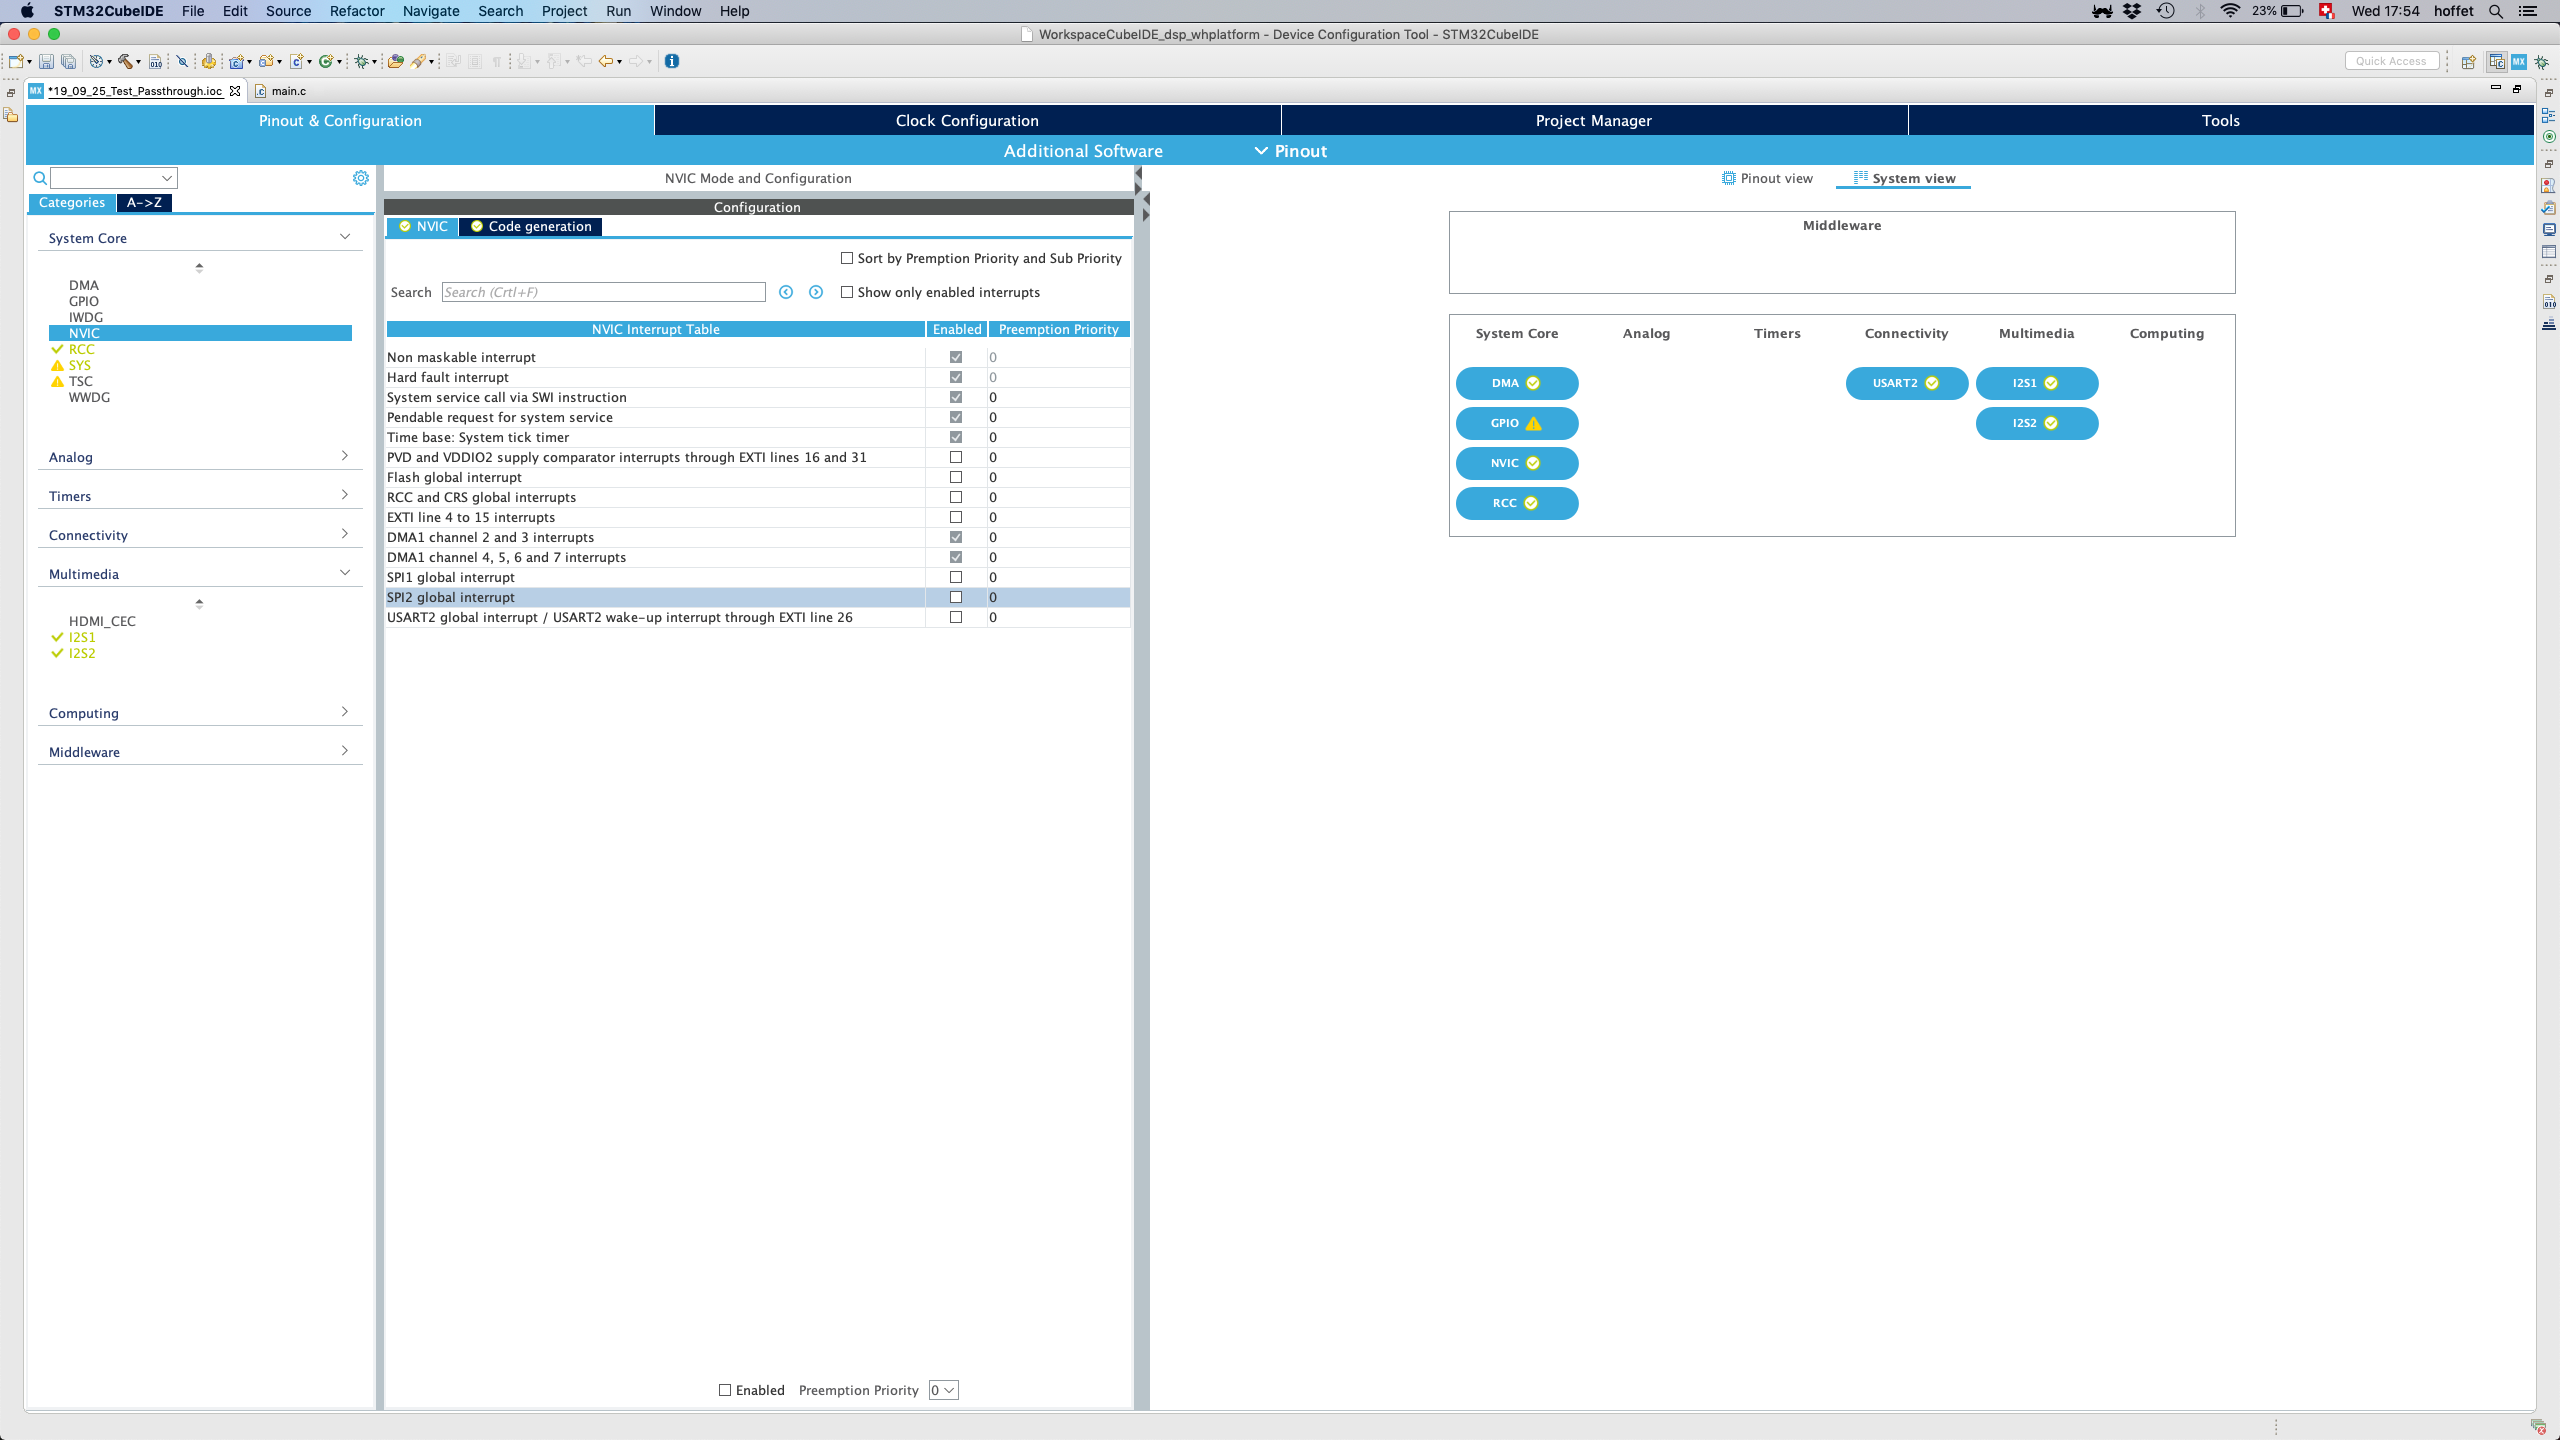 STM32CubeIDE File Edit Source Refactor Navigate Search Project Run Window Help 23% Wed 17:54 hoffet
WorkspaceCubeIDE_dsp_whplatform - Device Configuration Tool - STM32CubeIDE
Quick Access
MX *19_09_25_Test_Passthrough.ioc main.c
Pinout & Configuration Clock Configuration Project Manager Tools
Additional Software Pinout
NVIC Mode and Configuration
Pinout view System view
Categories A->Z
Configuration
NVIC Code generation
Sort by Premption Priority and Sub Priority
Search Search (Crtl+F) Show only enabled interrupts
NVIC Interrupt Table Enabled Preemption Priority
Non maskable interrupt 0
Hard fault interrupt 0
System service call via SWI instruction 0
Pendable request for system service 0
Time base: System tick timer 0
PVD and VDDIO2 supply comparator interrupts through EXTI lines 16 and 31 0
Flash global interrupt 0
RCC and CRS global interrupts 0
EXTI line 4 to 15 interrupts 0
DMA1 channel 2 and 3 interrupts 0
DMA1 channel 4, 5, 6 and 7 interrupts 0
SPI1 global interrupt 0
SPI2 global interrupt 0
USART2 global interrupt / USART2 wake-up interrupt through EXTI line 26 0
Enabled Preemption Priority 0
System Core
DMA
GPIO
IWDG
NVIC
RCC
SYS
TSC
WWDG
Analog
Timers
Connectivity
Multimedia
HDMI_CEC
I2S1
I2S2
Computing
Middleware
Middleware
System Core Analog Timers Connectivity Multimedia Computing
DMA USART2 I2S1
GPIO I2S2
NVIC
RCC